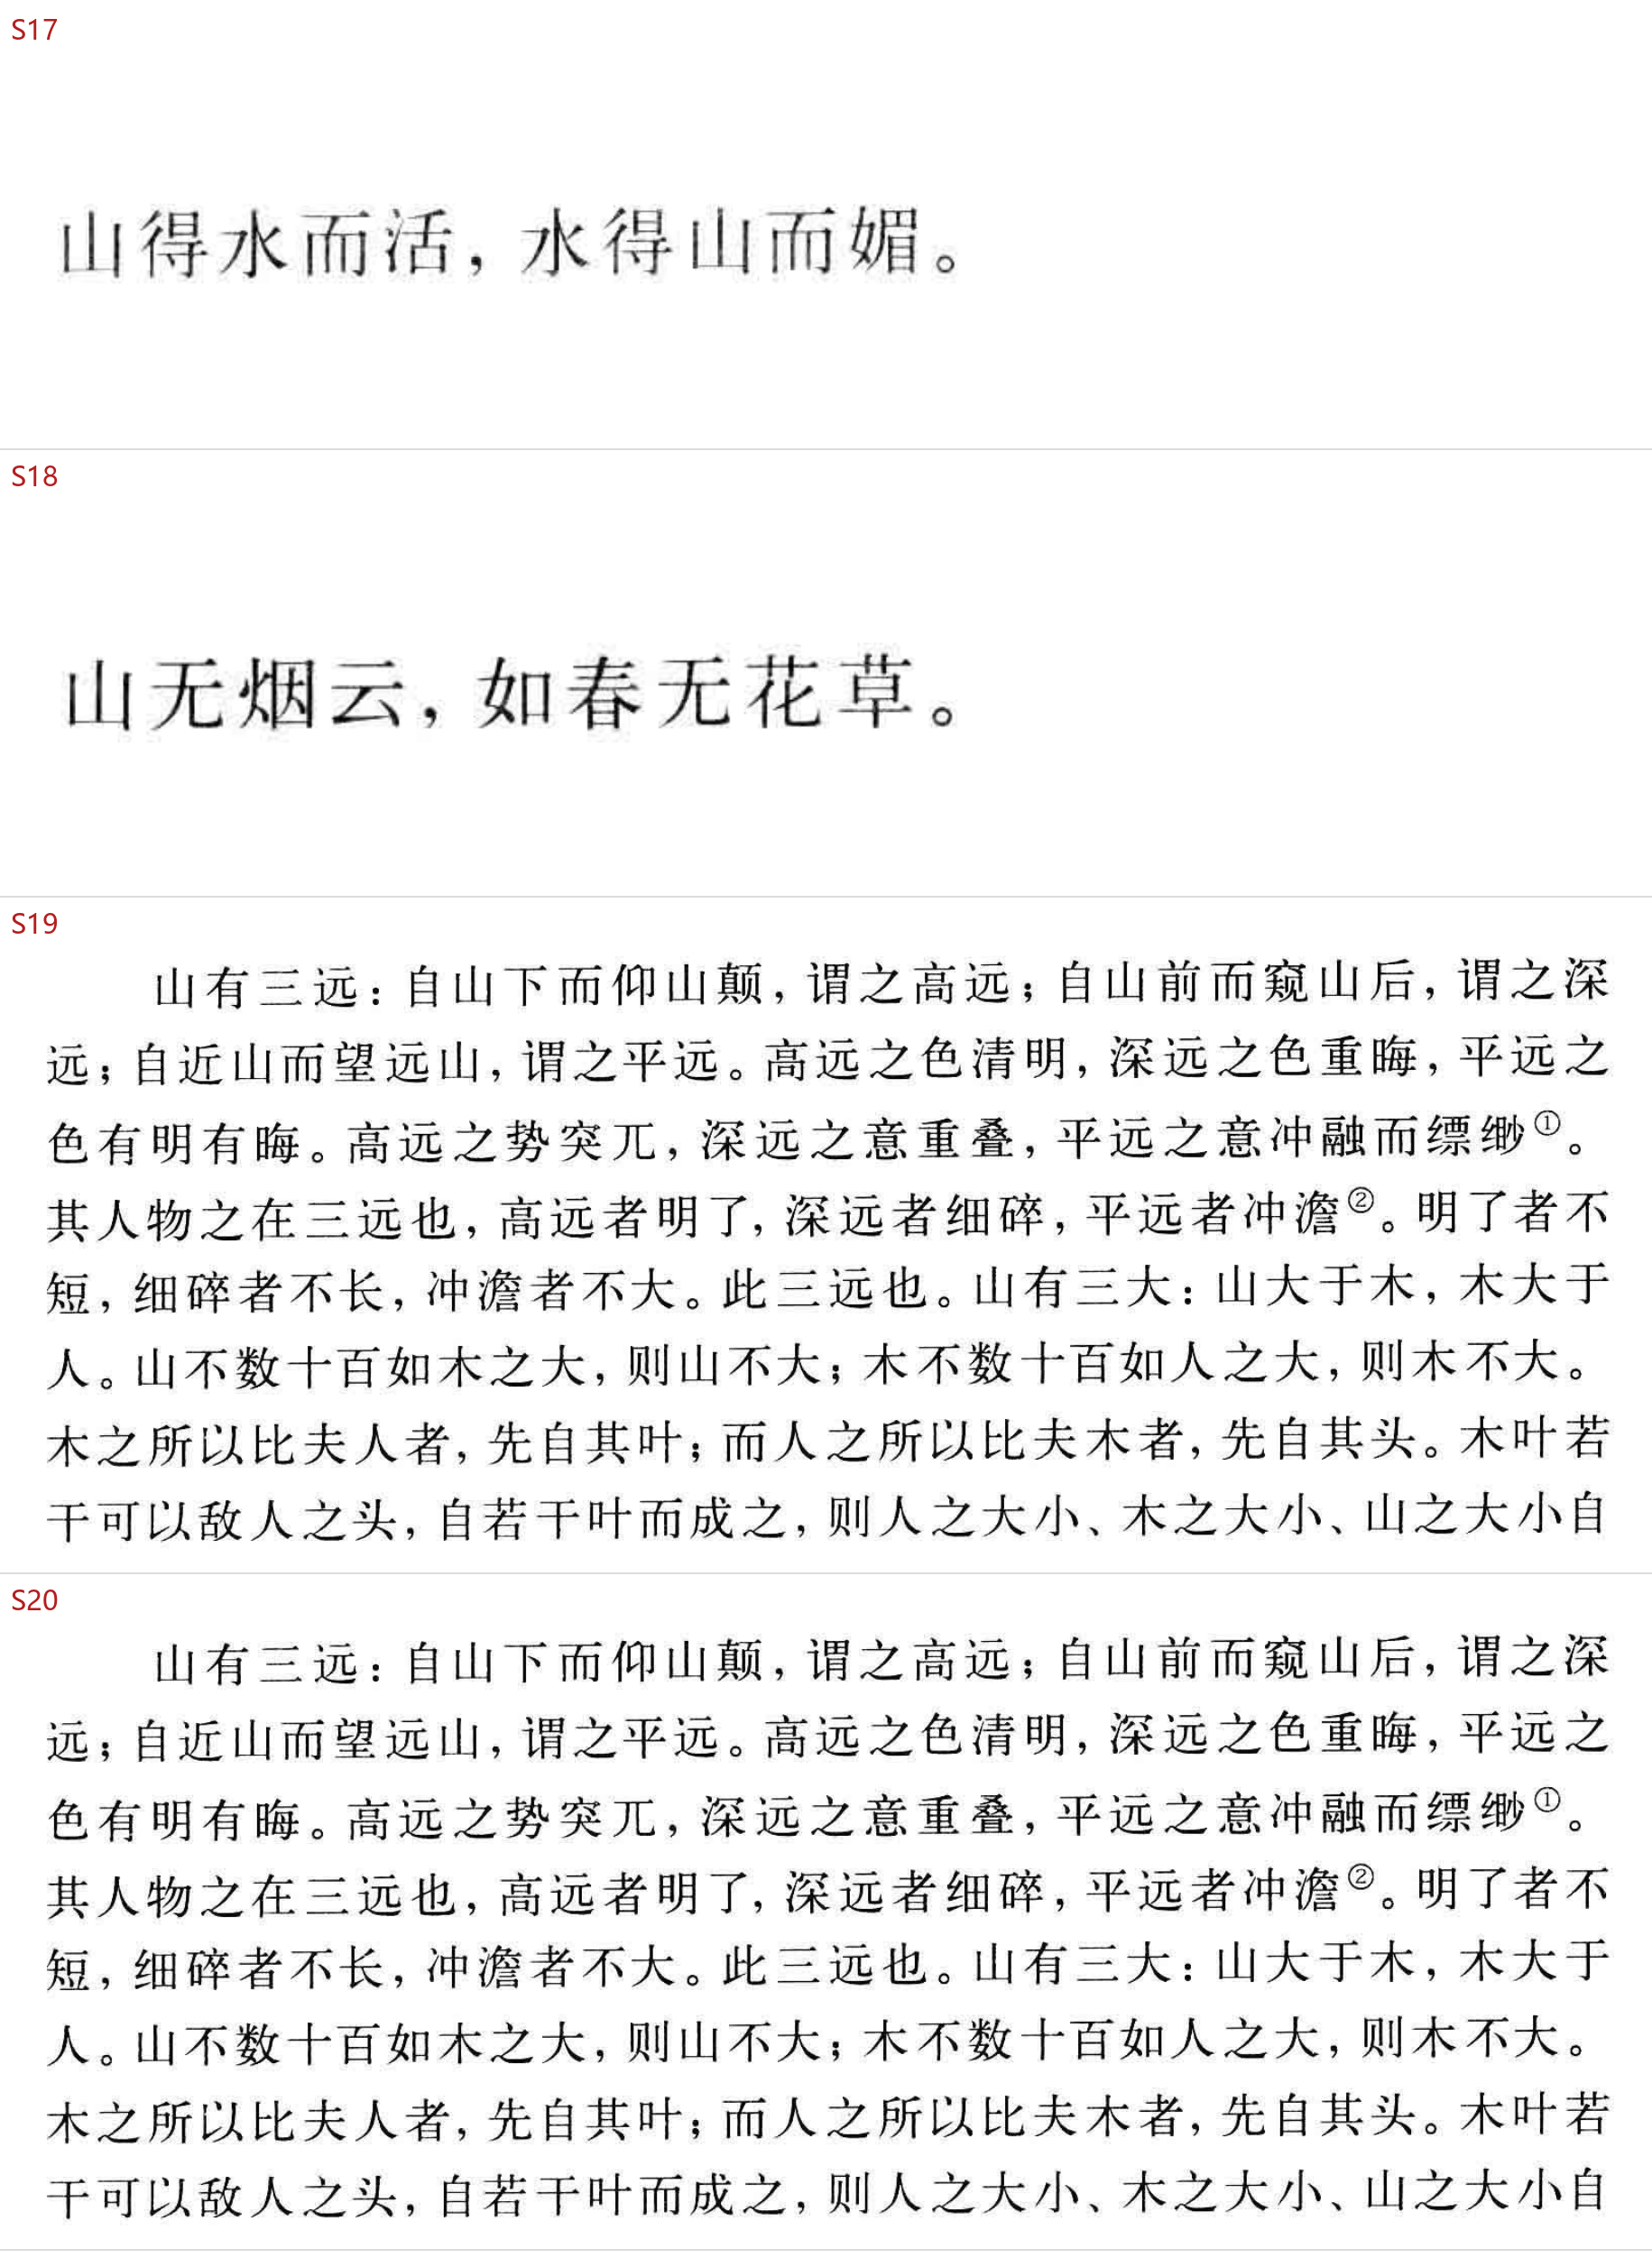 S17
山得水而活，水得山而媚。
S18
山无烟云，如春无花草。
S19
山有三远：自山下而仰山颠，谓之高远；自山前而窥山后，谓之深
远；自近山而望远山，谓之平远。高远之色清明，深远之色重晦，平远之
色有明有晦。高远之势突兀，深远之意重叠，平远之意冲融而缥缈①。
其人物之在三远也，高远者明了，深远者细碎，平远者冲澹②。明了者不
短，细碎者不长，冲澹者不大。此三远也。山有三大：山大于木，木大于
人。山不数十百如木之大，则山不大；木不数十百如人之大，则木不大。
木之所以比夫人者，先自其叶；而人之所以比夫木者，先自其头。木叶若
干可以敌人之头，自若干叶而成之，则人之大小、木之大小、山之大小自
S20
山有三远：自山下而仰山颠，谓之高远；自山前而窥山后，谓之深
远；自近山而望远山，谓之平远。高远之色清明，深远之色重晦，平远之
色有明有晦。高远之势突兀，深远之意重叠，平远之意冲融而缥缈①。
其人物之在三远也，高远者明了，深远者细碎，平远者冲澹②。明了者不
短，细碎者不长，冲澹者不大。此三远也。山有三大：山大于木，木大于
人。山不数十百如木之大，则山不大；木不数十百如人之大，则木不大。
木之所以比夫人者，先自其叶；而人之所以比夫木者，先自其头。木叶若
干可以敌人之头，自若干叶而成之，则人之大小、木之大小、山之大小自